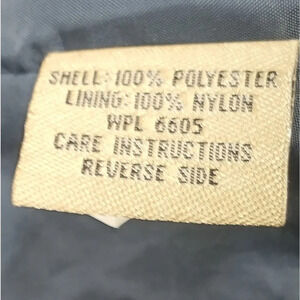 SHELL: 100% POLYESTER
LINING: 100% NYLON
WPL 6605
CARE INSTRUCTIONS
REVERSE SIDE